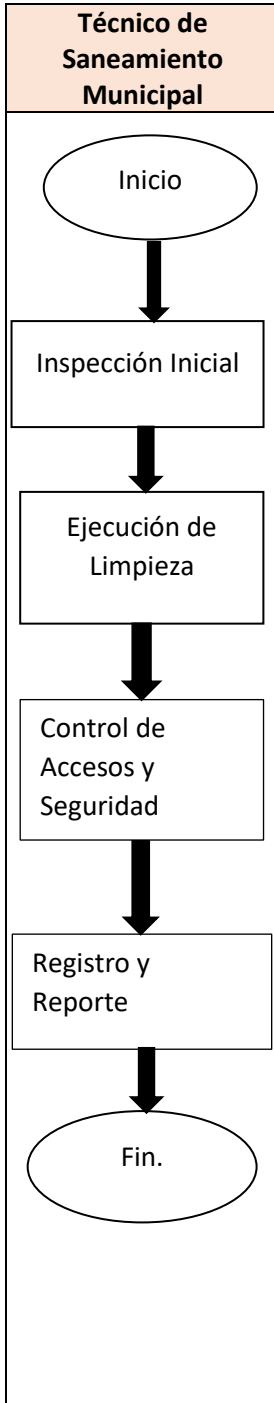 Técnico de
Saneamiento
Municipal
Inicio
Inspección Inicial
Ejecución de
Limpieza
Control de
Accesos y
Seguridad
Registro y
Reporte
Fin.